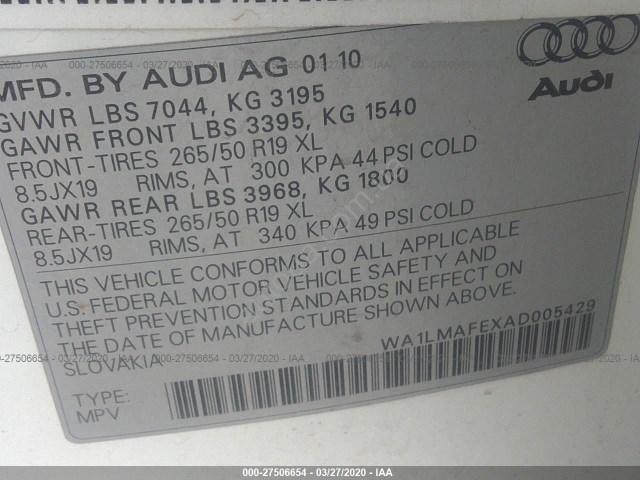 MFD. BY AUDI AG 01 10
Audi
GVWR LBS 7044, KG 3195
GAWR FRONT LBS 3395, KG 1540
FRONT-TIRES 265/50 R19 XL
8.5JX19 RIMS, AT 300 KPA 44 PSI COLD
GAWR REAR LBS 3968, KG 1800
REAR-TIRES 265/50 R19 XL
8.5JX19 RIMS, AT 340 KPA 49 PSI COLD
THIS VEHICLE CONFORMS TO ALL APPLICABLE
U.S. FEDERAL MOTOR VEHICLE SAFETY AND
THEFT PREVENTION STANDARDS IN EFFECT ON
THE DATE OF MANUFACTURE SHOWN ABOVE.
SLOVAKIA
WA1LMAFEXAD005429
TYPE:
MPV
000-27506654 - 03/27/2020 - IAA